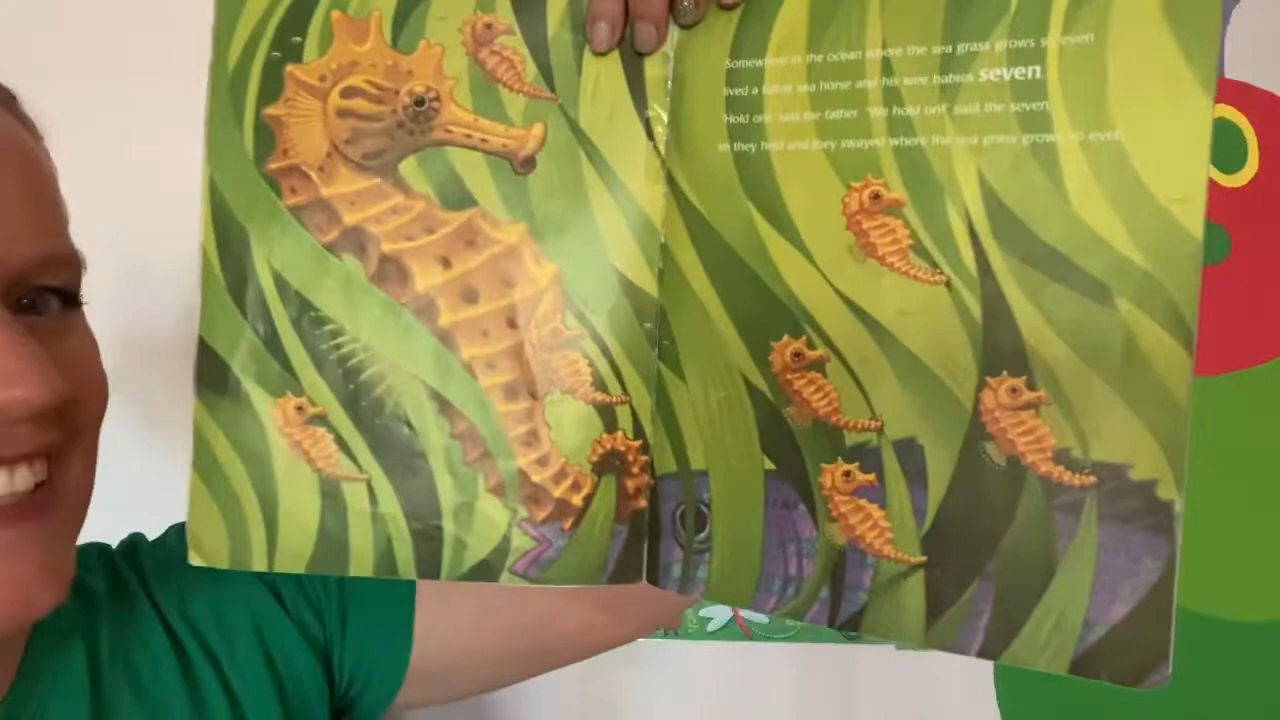 Somewhere in the ocean where the sea grass grows so even
lived a father sea horse and his wee babies seven
"Hold on!" said the father. "We hold on!" said the seven,
so they held and they swayed where the sea grass grows so even.